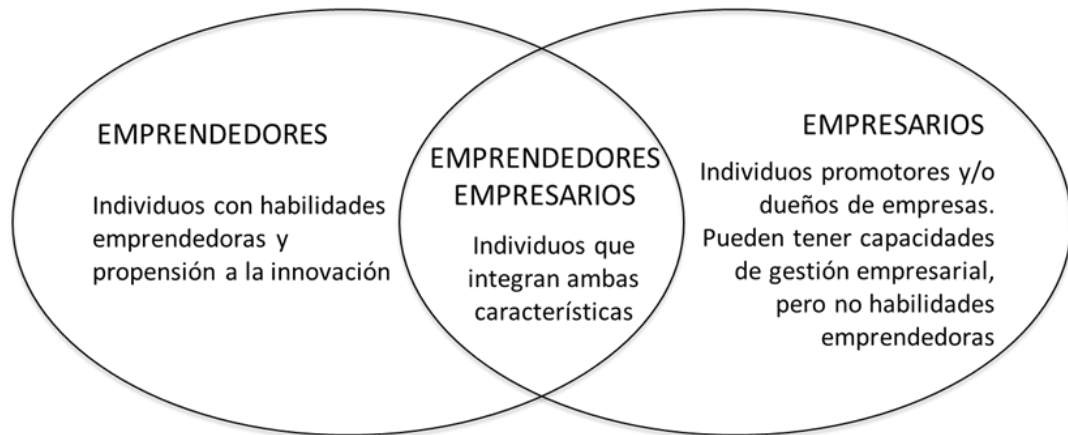 EMPRENDEDORES
Individuos con habilidades
emprendedoras y
propensión a la innovación
EMPRENDEDORES
EMPRESARIOS
Individuos que
integran ambas
características
EMPRESARIOS
Individuos promotores y/o
dueños de empresas.
Pueden tener capacidades
de gestión empresarial,
pero no habilidades
emprendedoras